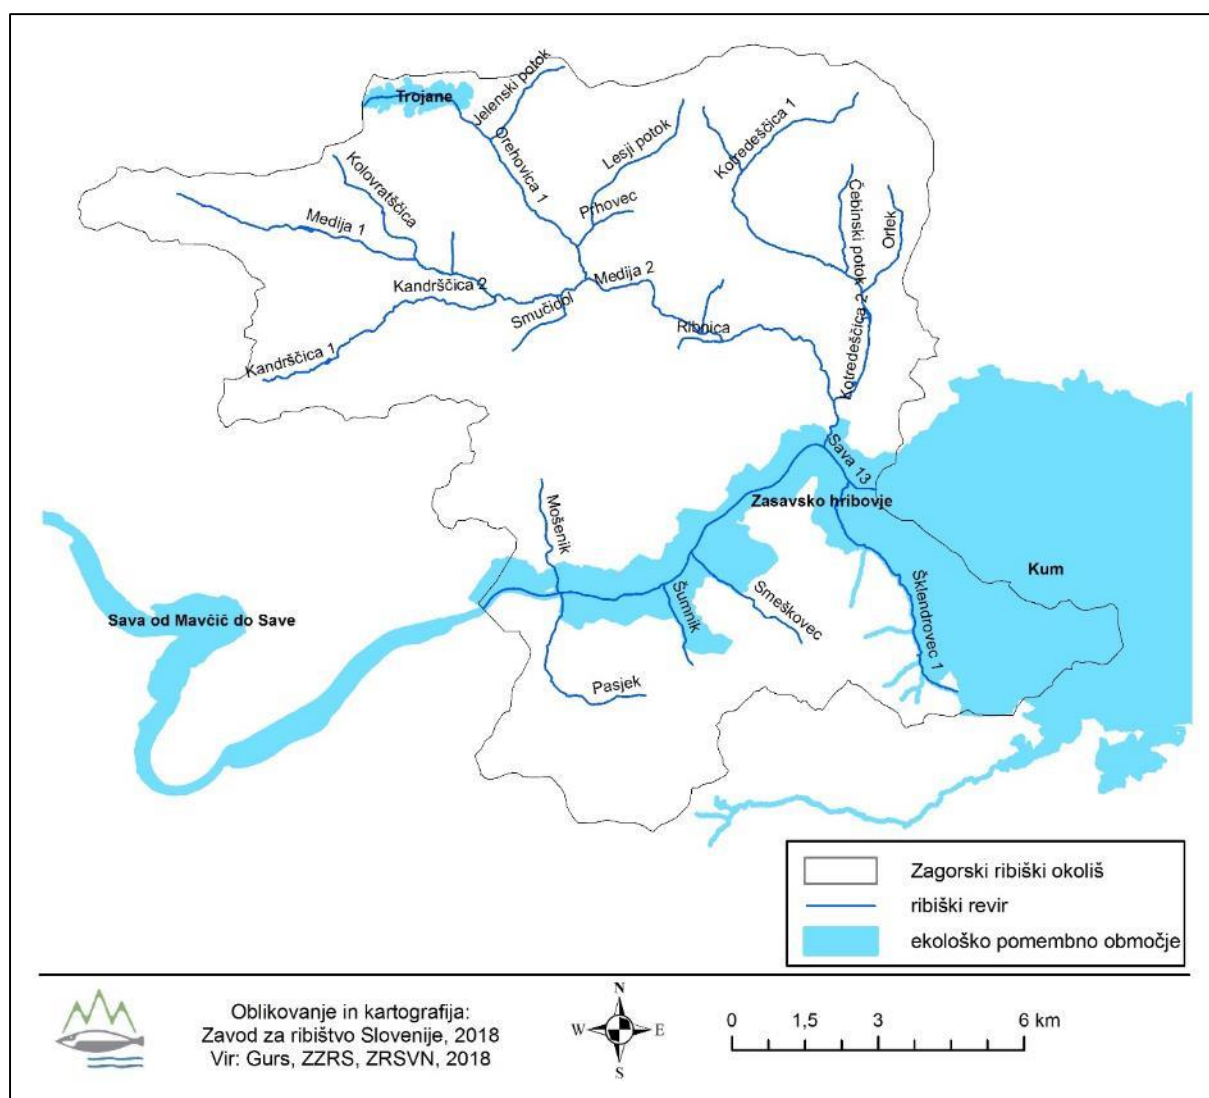 Trojane
Jelenski potok
Orehovica 1
Lesji potok
Kotredeščica 1
Kolovratščica
Prhovec
Čebinski potok
Orlek
Medija 1
Medija 2
Kandrščica 2
Smučidol
Ribnica
Kotredeščica 2
Kandrščica 1
Sava 13
Zasavsko hribovje
Mošenik
Kum
Šumnik
Smeškovec
Šklendrovec 1
Sava od Mavčič do Save
Pasjek
Zagorski ribiški okoliš
ribiški revir
ekološko pomembno območje
Oblikovanje in kartografija:
Zavod za ribištvo Slovenije, 2018
Vir: Gurs, ZZRS, ZRSVN, 2018
N
W E
S
0 1,5 3 6 km